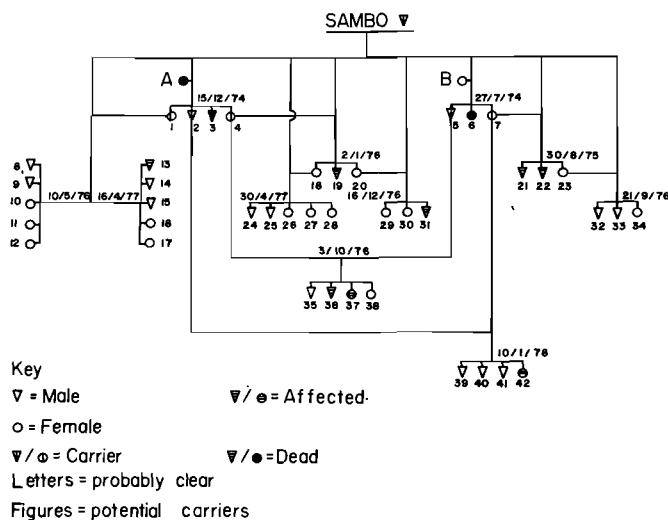 SAMBO
A
15/12/74
B
27/7/74
1 2 3 4
5 6 7
2/1/76
30/8/75
8 13
18 19 20
21 22 23
9 14
10 10/5/76 16/4/77 15
30/4/77
16/12/76
21/9/76
11 16
24 25 26 27 28
29 30 31
32 33 34
12 17
3/10/76
35 36 37 38
10/1/78
39 40 41 42
Key
= Male
= Affected
= Female
= Carrier
= Dead
Letters = probably clear
Figures = potential carriers